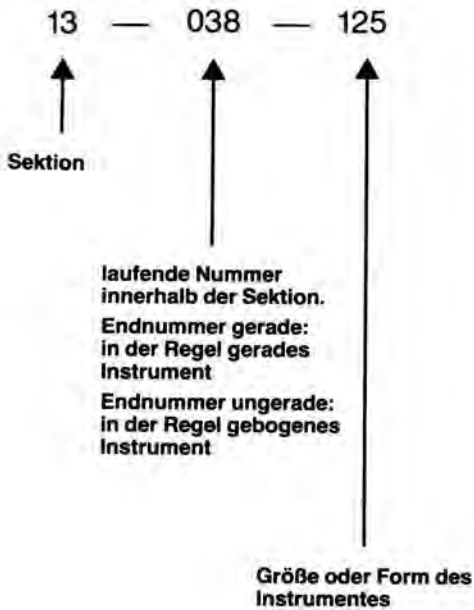 13 — 038 — 125
Sektion
laufende Nummer
innerhalb der Sektion.
Endnummer gerade:
in der Regel gerades
Instrument
Endnummer ungerade:
in der Regel gebogenes
Instrument
Größe oder Form des
Instrumentes